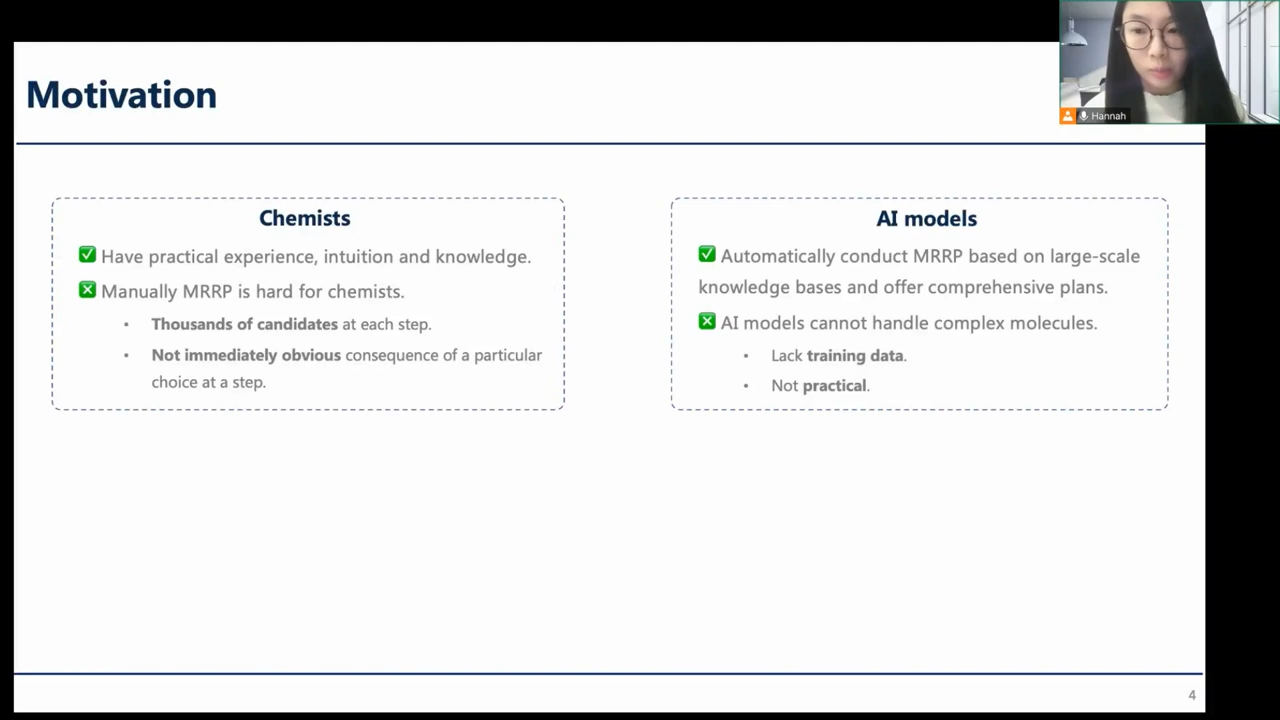 Motivation
Hannah
Chemists
Have practical experience, intuition and knowledge.
Manually MRRP is hard for chemists.
• Thousands of candidates at each step.
• Not immediately obvious consequence of a particular
choice at a step.
AI models
Automatically conduct MRRP based on large-scale
knowledge bases and offer comprehensive plans.
AI models cannot handle complex molecules.
• Lack training data.
• Not practical.
4